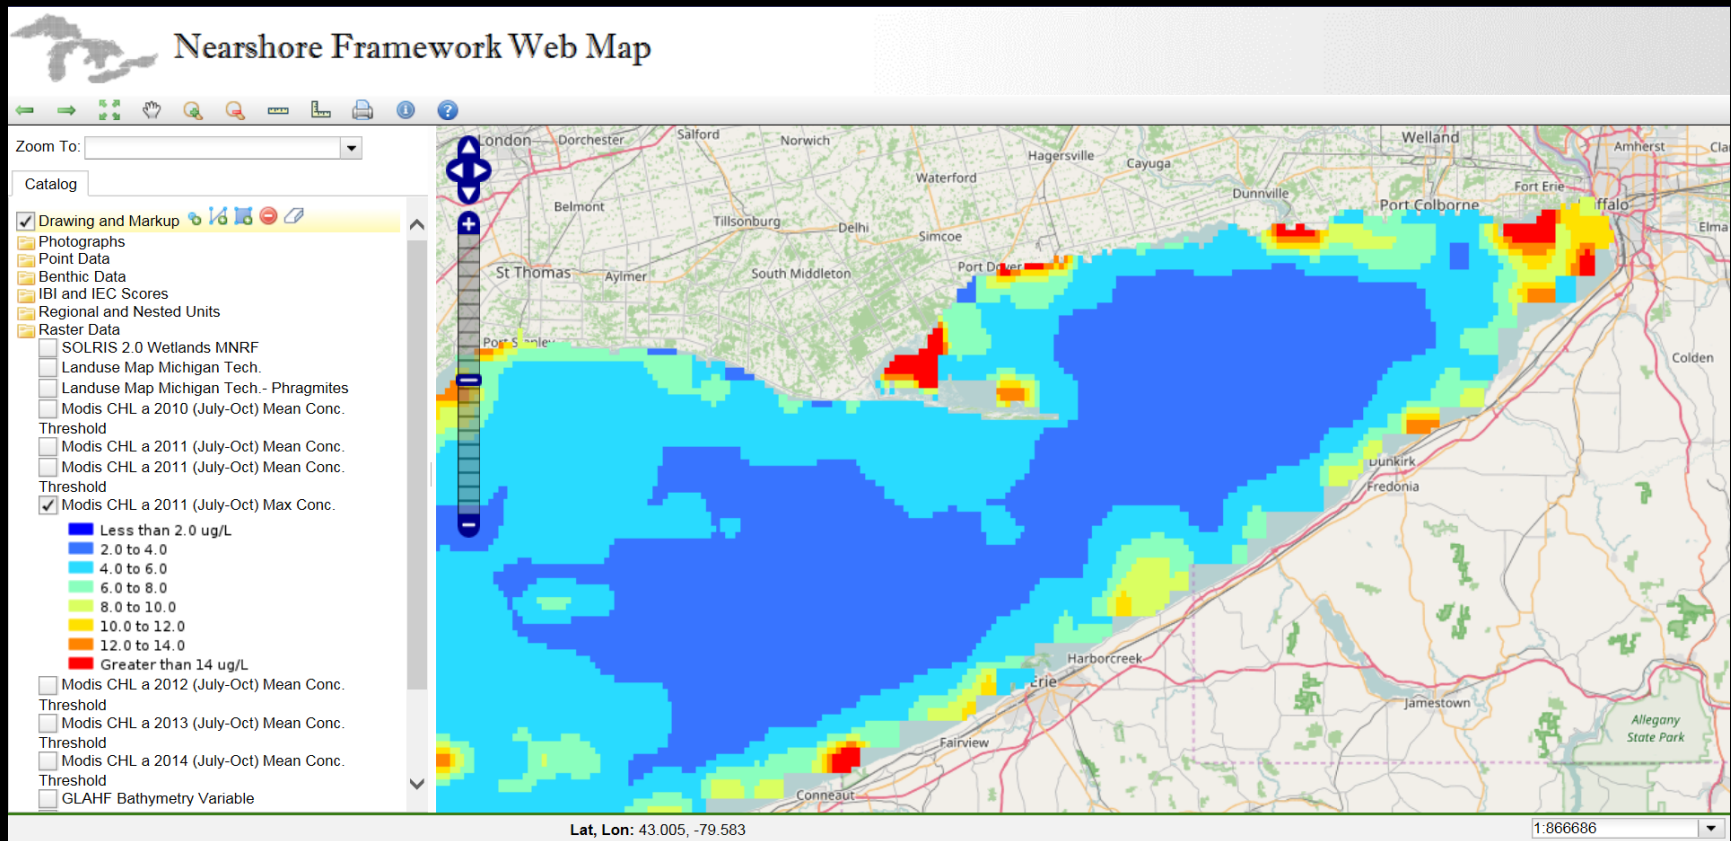 Nearshore Framework Web Map
Zoom To:
Catalog
Drawing and Markup
Photographs
Point Data
Benthic Data
IBI and IEC Scores
Regional and Nested Units
Raster Data
SOLRIS 2.0 Wetlands MNRF
Landuse Map Michigan Tech.
Landuse Map Michigan Tech.- Phragmites
Modis CHL a 2010 (July-Oct) Mean Conc.
Threshold
Modis CHL a 2011 (July-Oct) Mean Conc.
Modis CHL a 2011 (July-Oct) Mean Conc.
Threshold
Modis CHL a 2011 (July-Oct) Max Conc.
Less than 2.0 ug/L
2.0 to 4.0
4.0 to 6.0
6.0 to 8.0
8.0 to 10.0
10.0 to 12.0
12.0 to 14.0
Greater than 14 ug/L
Modis CHL a 2012 (July-Oct) Mean Conc.
Threshold
Modis CHL a 2013 (July-Oct) Mean Conc.
Threshold
Modis CHL a 2014 (July-Oct) Mean Conc.
Threshold
GLAHF Bathymetry Variable
London
Dorchester
Salford
Norwich
Hagersville
Cayuga
Welland
Amherst
Waterford
Dunnville
Fort Erie
Belmont
Tillsonburg
Delhi
Simcoe
Port Colborne
ffalo
Elma
St Thomas
Aylmer
South Middleton
Port Dover
Port Stanley
Colden
Dunkirk
Fredonia
Harborcreek
Erie
Jamestown
Fairview
Allegany
State Park
Conneaut
Lat, Lon: 43.005, -79.583
1:866686